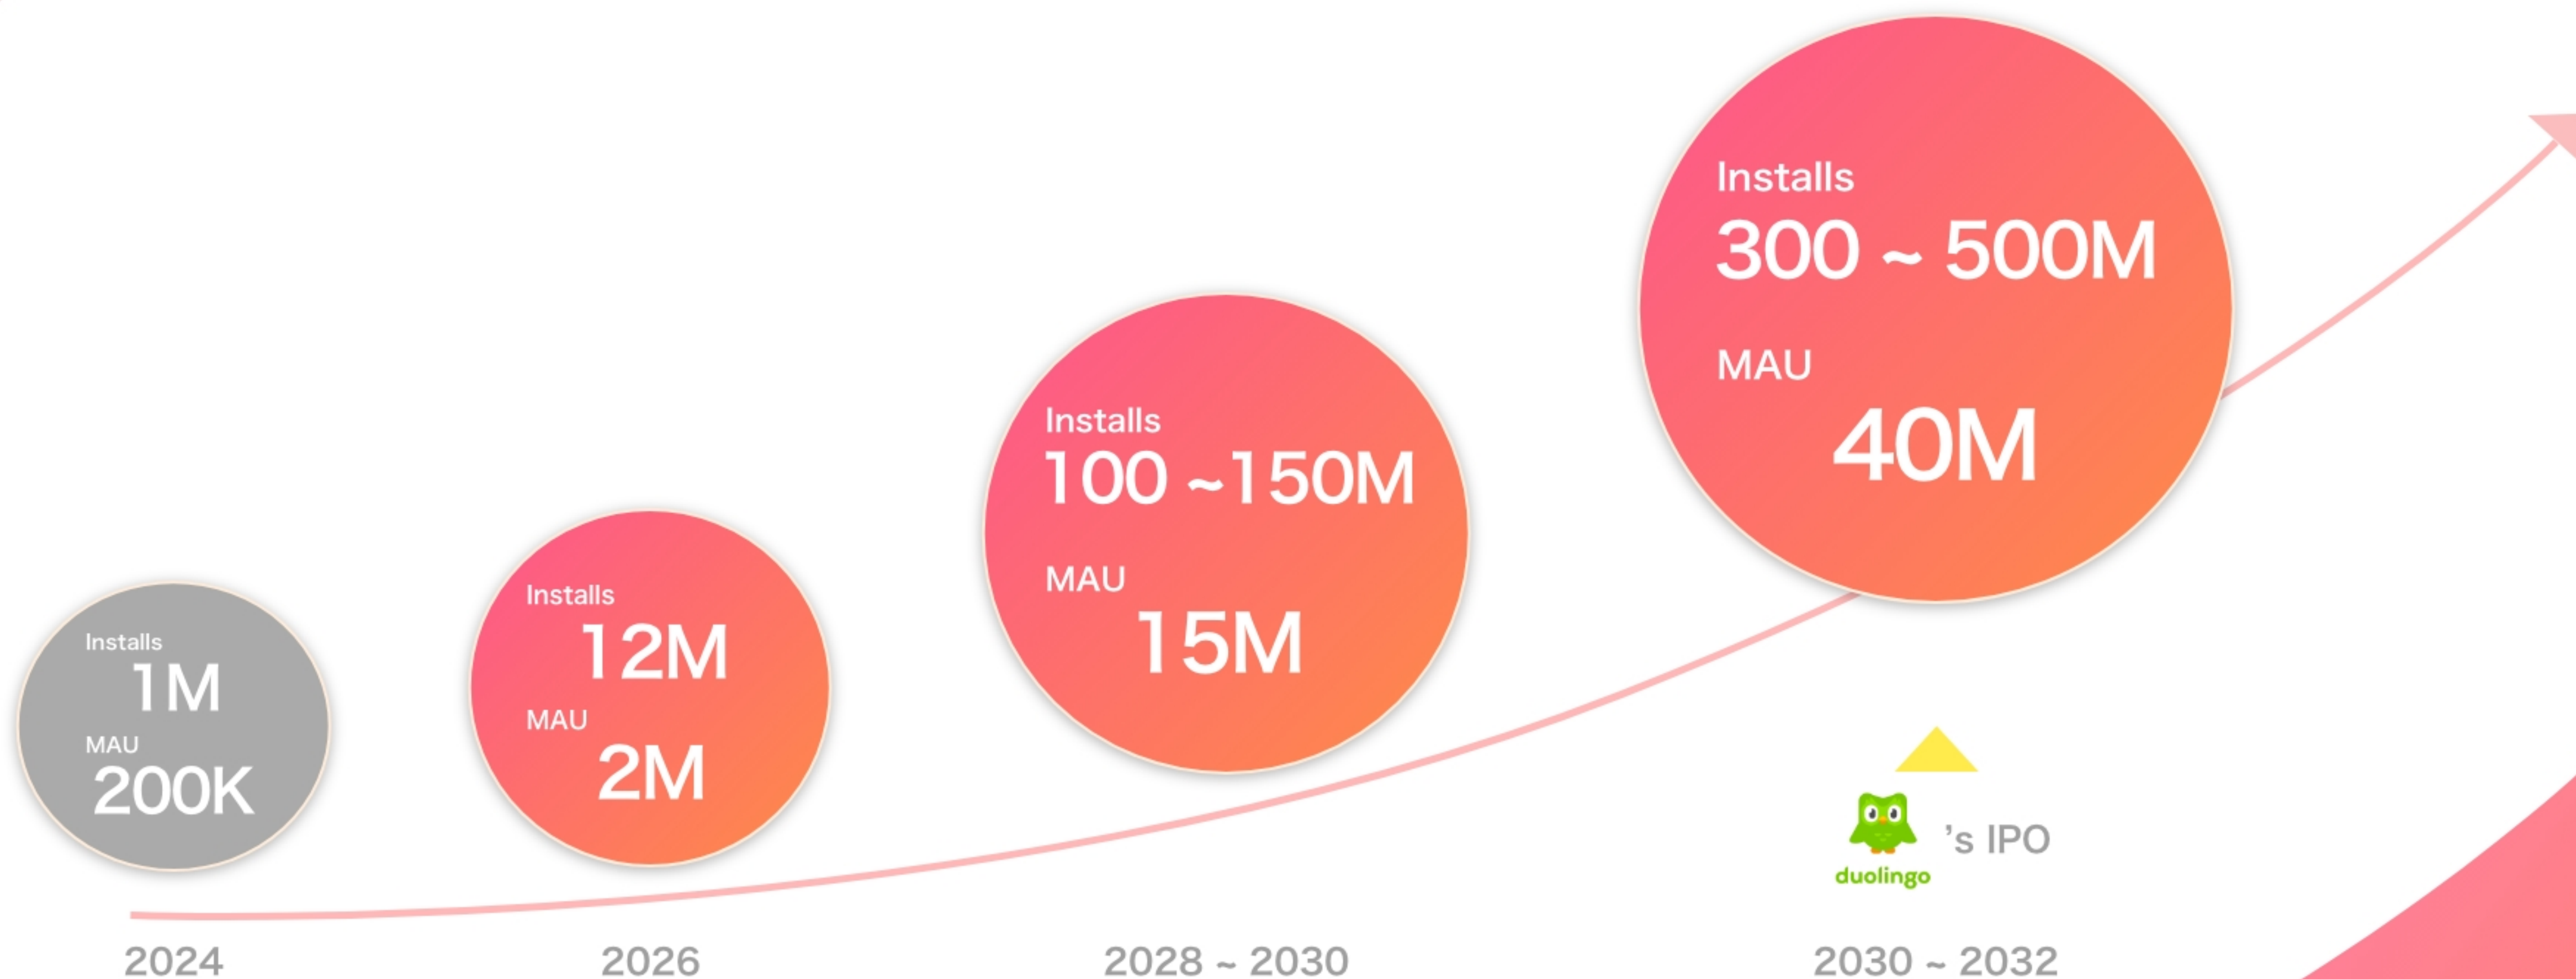 Installs
1M
MAU
200K
2024
Installs
12M
MAU
2M
2026
Installs
100 ~150M
MAU
15M
2028 ~ 2030
Installs
300 ~ 500M
MAU
40M
duolingo
's IPO
2030 ~ 2032